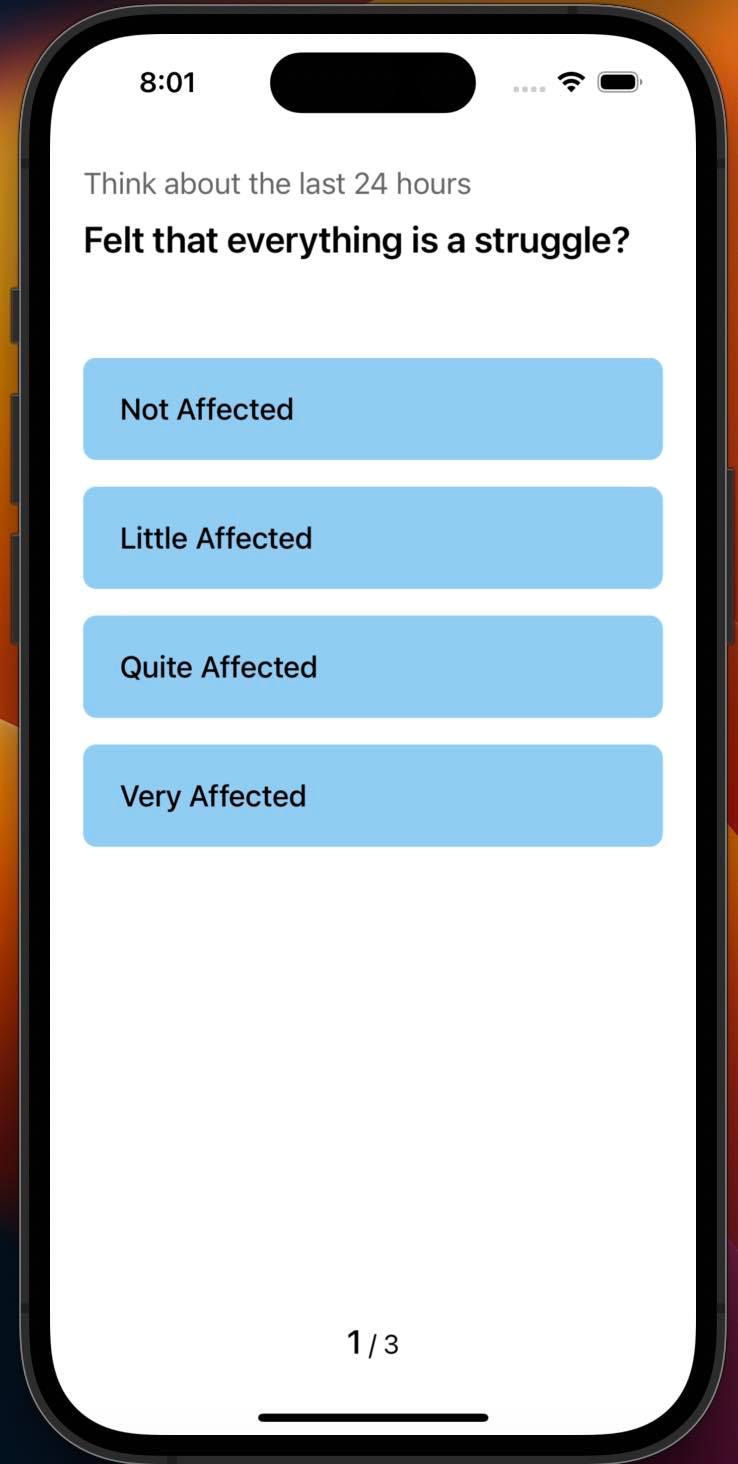 8:01
Think about the last 24 hours
Felt that everything is a struggle?
Not Affected
Little Affected
Quite Affected
Very Affected
1 / 3